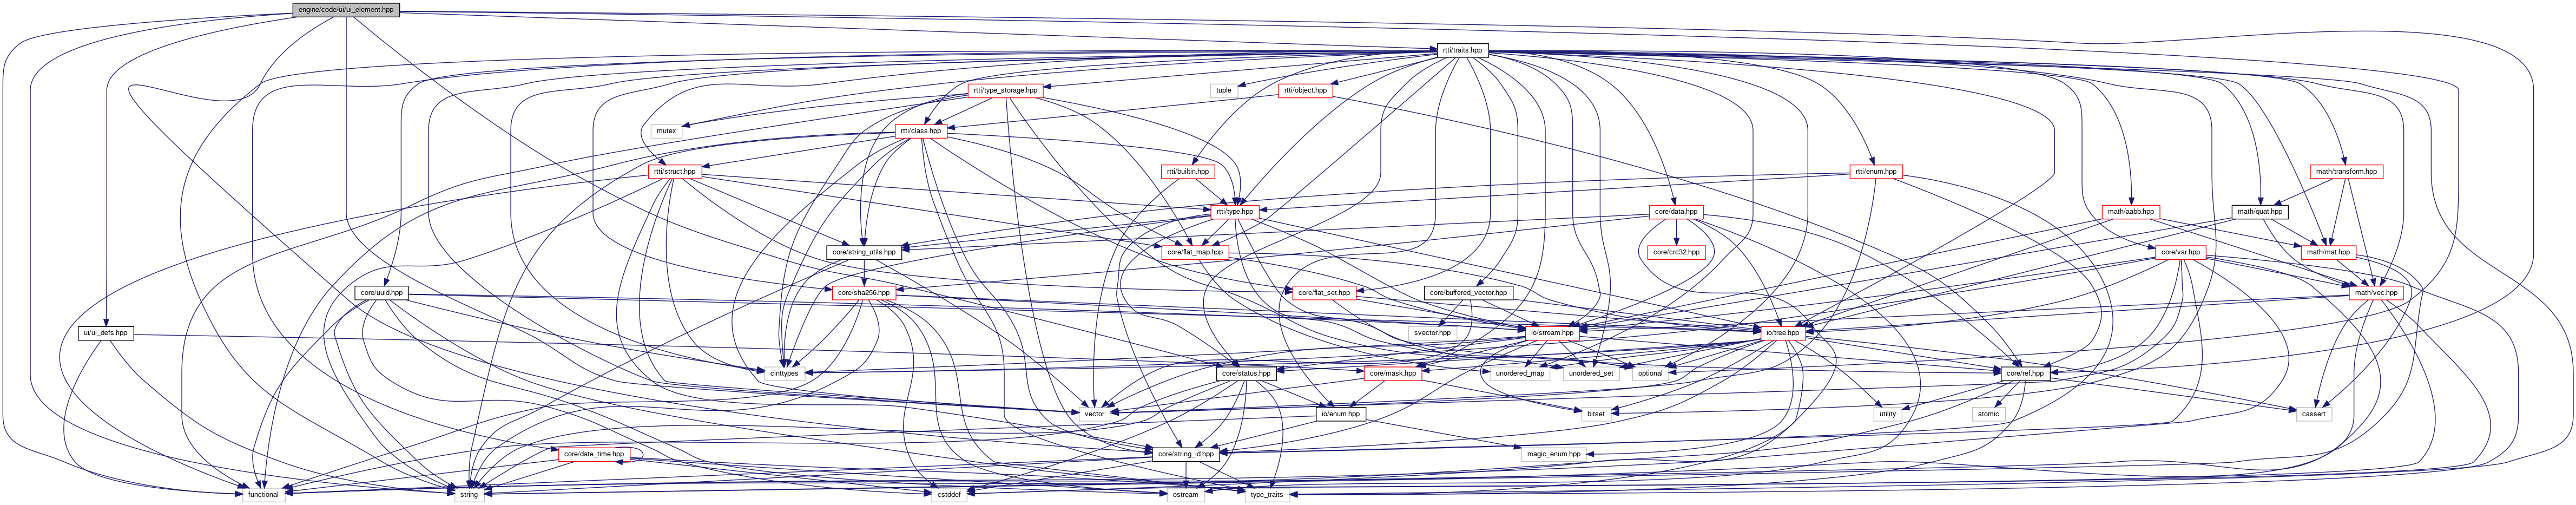 engine/code/ui/ui_element.hpp
rtti/traits.hpp
rtti/type_storage.hpp
tuple
rtti/object.hpp
mutex
rtti/class.hpp
rtti/struct.hpp
rtti/builtin.hpp
rtti/enum.hpp
math/transform.hpp
rtti/type.hpp
core/data.hpp
math/aabb.hpp
math/quat.hpp
core/string_utils.hpp
core/flat_map.hpp
core/crc32.hpp
core/var.hpp
math/mat.hpp
core/uuid.hpp
core/sha256.hpp
core/flat_set.hpp
core/buffered_vector.hpp
math/vec.hpp
ui/ui_defs.hpp
svector.hpp
io/stream.hpp
io/tree.hpp
cinttypes
core/status.hpp
core/mask.hpp
unordered_map
unordered_set
optional
core/ref.hpp
vector
io/enum.hpp
bitset
utility
atomic
cassert
core/date_time.hpp
core/string_id.hpp
magic_enum.hpp
functional
string
cstddef
ostream
type_traits